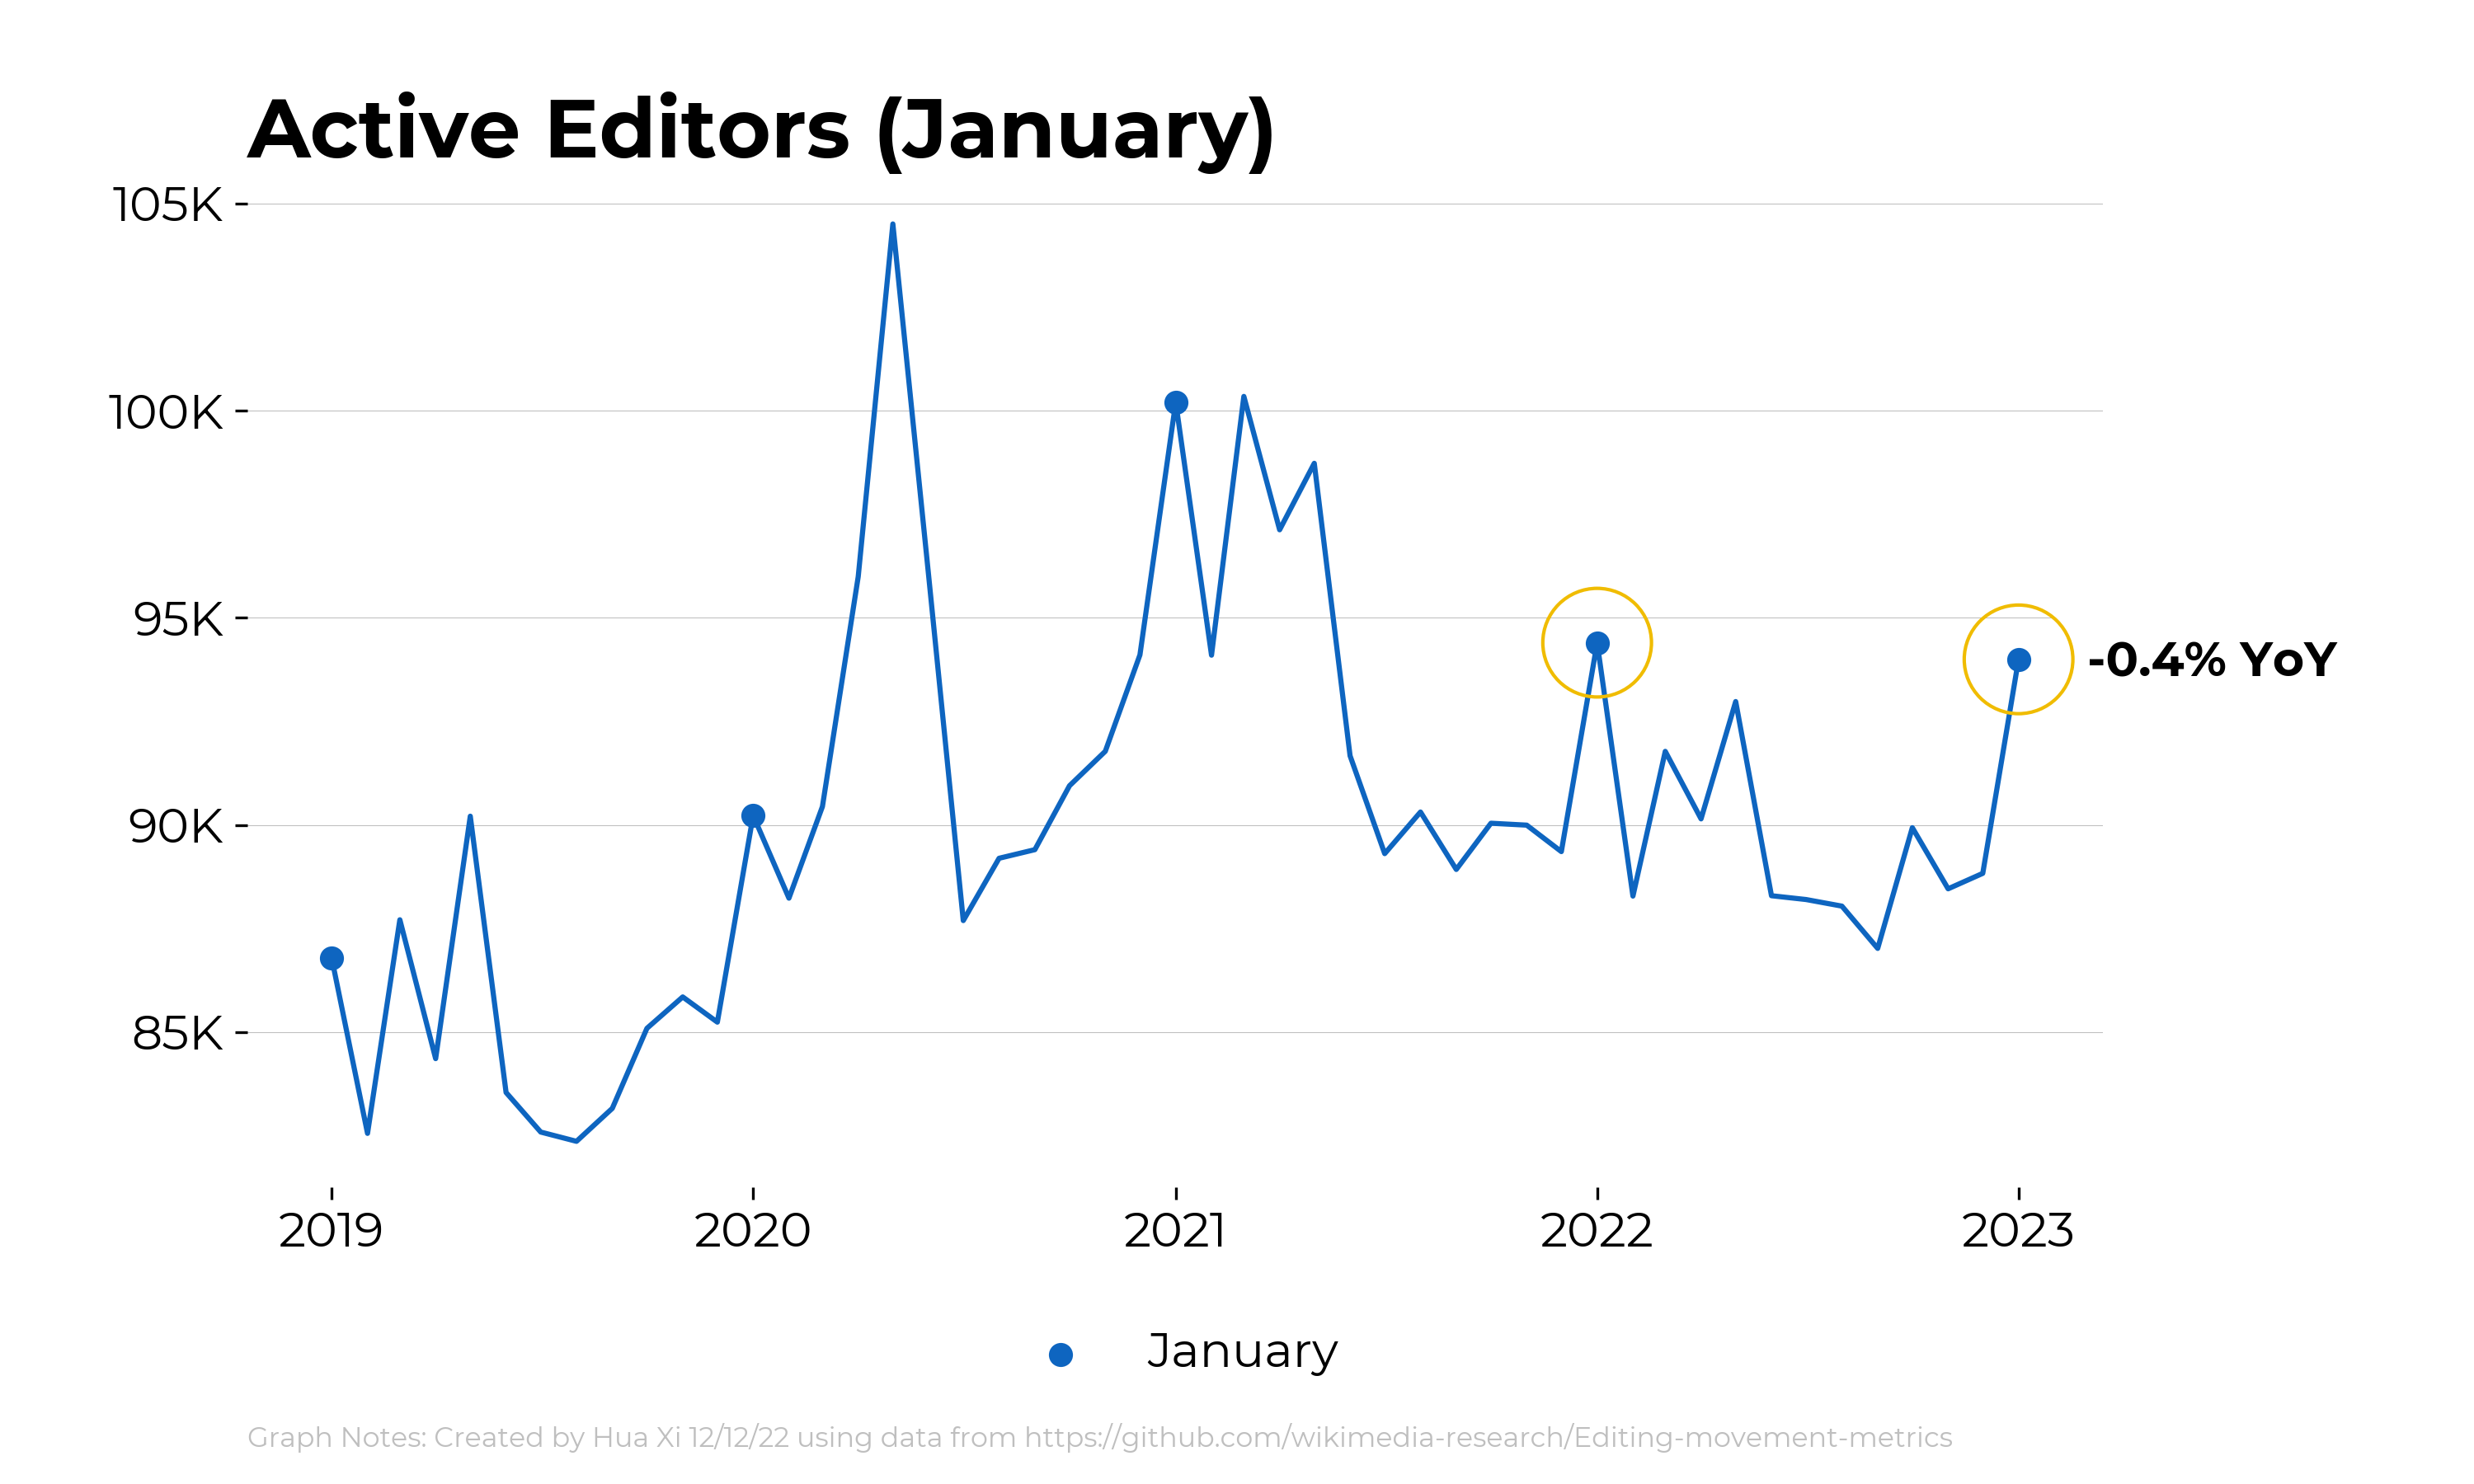 Active Editors (January)
105K
100K
95K
90K
85K
-0.4% YoY
2019 2020 2021 2022 2023
January
Graph Notes: Created by Hua Xi 12/12/22 using data from https://github.com/wikimedia-research/Editing-movement-metrics